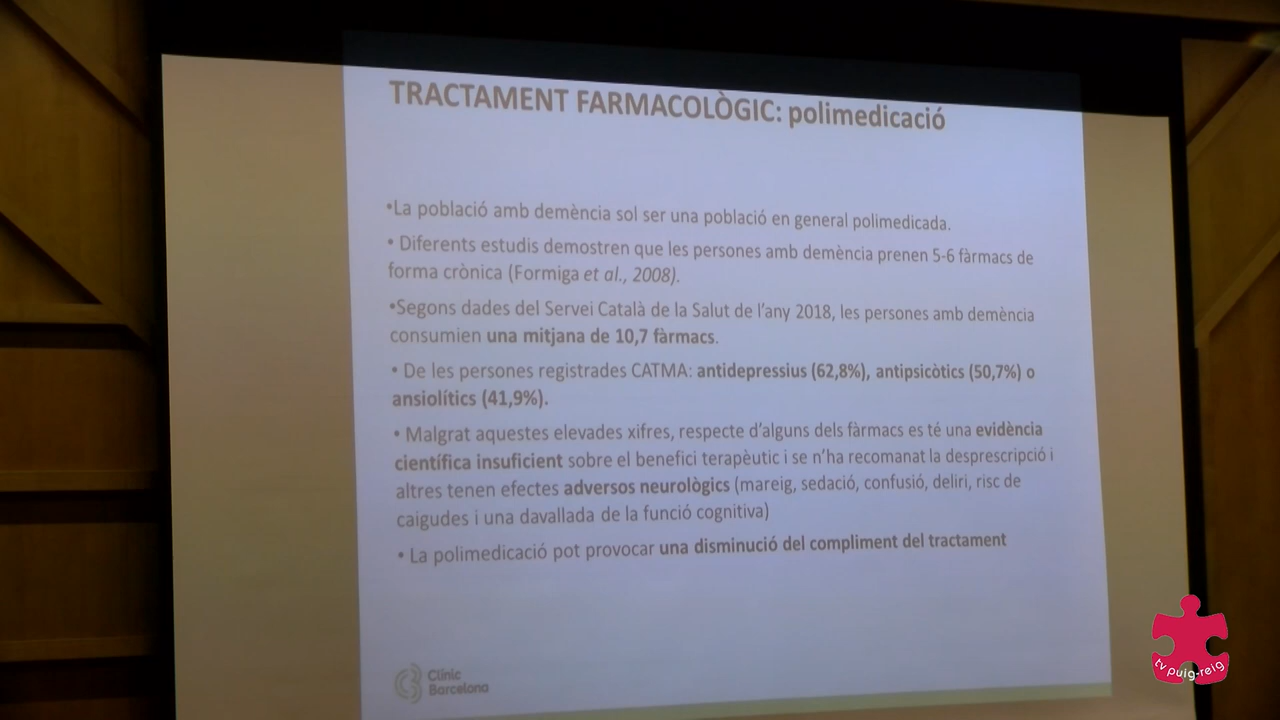 TRACTAMENT FARMACOLÒGIC: polimedicació
•La població amb demència sol ser una població en general polimedicada.
• Diferents estudis demostren que les persones amb demència prenen 5-6 fàrmacs de
forma crònica (Formiga et al., 2008).
•Segons dades del Servei Català de la Salut de l'any 2018, les persones amb demència
consumien una mitjana de 10,7 fàrmacs.
• De les persones registrades CATMA: antidepressius (62,8%), antipsicòtics (50,7%) o
ansiolítics (41,9%).
• Malgrat aquestes elevades xifres, respecte d'alguns dels fàrmacs es té una evidència
científica insuficient sobre el benefici terapèutic i se n'ha recomanat la desprescripció i
altres tenen efectes adversos neurològics (mareig, sedació, confusió, deliri, risc de
caigudes i una davallada de la funció cognitiva)
• La polimedicació pot provocar una disminució del compliment del tractament
Clínic
Barcelona
tv puig-reig